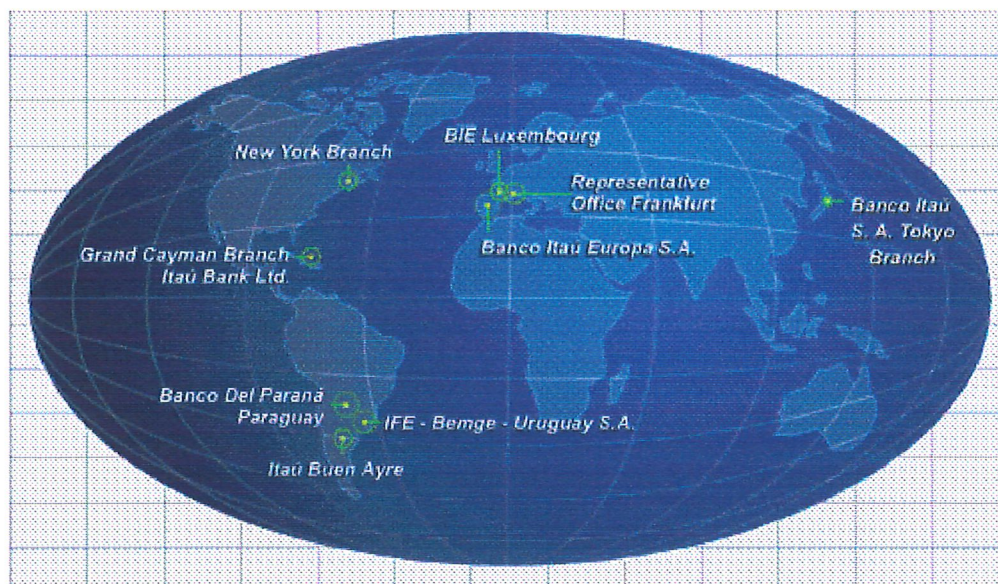 BIE Luxembourg
New York Branch
Representative
Office Frankfurt
Banco Itaú
S. A. Tokyo
Branch
Banco Itaú Europa S.A.
Grand Cayman Branch
Itaú Bank Ltd.
Banco Del Paraná
Paraguay
IFE - Bemge - Uruguay S.A.
Itaú Buen Ayre